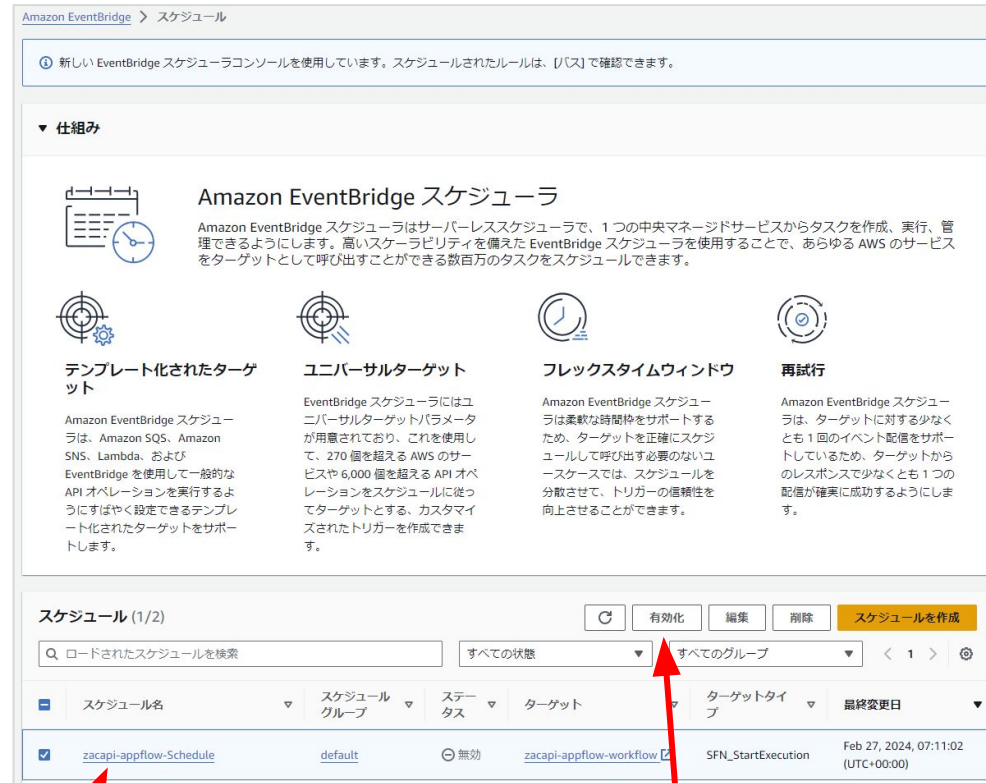 Amazon EventBridge > スケジュール
新しい EventBridge スケジューラコンソールを使用しています。スケジュールされたルールは、[バス] で確認できます。
▼ 仕組み
Amazon EventBridge スケジューラ
Amazon EventBridge スケジューラはサーバーレススケジューラで、1 つの中央マネージドサービスからタスクを作成、実行、管
理できるようにします。高いスケーラビリティを備えた EventBridge スケジューラを使用することで、あらゆる AWS のサービス
をターゲットとして呼び出すことができる数百万のタスクをスケジュールできます。
テンプレート化されたターゲ
ット
Amazon EventBridge スケジュー
ラは、Amazon SQS、Amazon
SNS、Lambda、および
EventBridge を使用して一般的な
API オペレーションを実行するよ
うにすばやく設定できるテンプレ
ート化されたターゲットをサポー
トします。
ユニバーサルターゲット
EventBridge スケジューラにはユ
ニバーサルターゲットパラメータ
が用意されており、これを使用し
て、270 個を超える AWS のサー
ビスや 6,000 個を超える API オペ
レーションをスケジュールに従っ
てターゲットとする、カスタマイ
ズされたトリガーを作成できま
す。
フレックスタイムウィンドウ
Amazon EventBridge スケジュー
ラは柔軟な時間枠をサポートする
ため、ターゲットを正確にスケジ
ュールして呼び出す必要のないユ
ースケースでは、スケジュールを
分散させて、トリガーの信頼性を
向上させることができます。
再試行
Amazon EventBridge スケジュー
ラは、ターゲットに対する少なく
とも 1 回のイベント配信をサポー
トしているため、ターゲットから
のレスポンスで少なくとも 1 つの
配信が確実に成功するようにしま
す。
スケジュール (1/2)
有効化
編集
削除
スケジュールを作成
ロードされたスケジュールを検索
すべての状態
すべてのグループ
< 1 >
スケジュール名
スケジュール
グループ
ステー
タス
ターゲット
ターゲットタイ
プ
最終変更日
zacapi-appflow-Schedule
default
無効
zacapi-appflow-workflow
SFN_StartExecution
Feb 27, 2024, 07:11:02
(UTC+00:00)